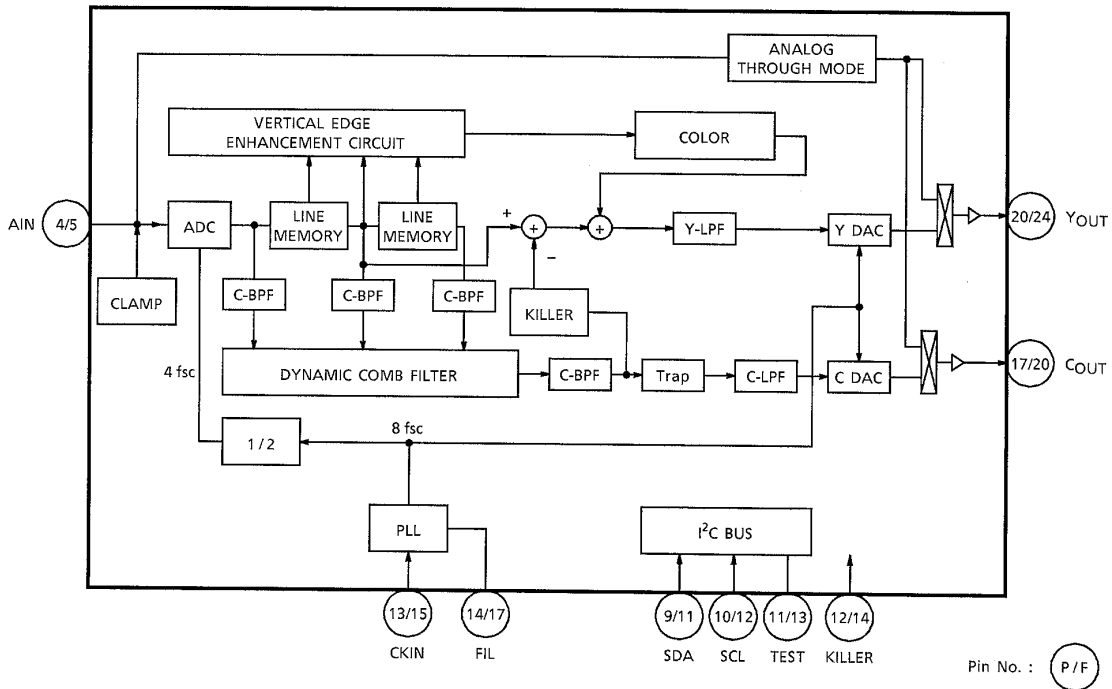 ANALOG
THROUGH MODE
VERTICAL EDGE
ENHANCEMENT CIRCUIT
COLOR
AIN
4/5
ADC
LINE
MEMORY
LINE
MEMORY
+
+
+
−
Y-LPF
Y DAC
20/24
YOUT
CLAMP
C-BPF
C-BPF
C-BPF
KILLER
4 fsc
DYNAMIC COMB FILTER
C-BPF
Trap
C-LPF
C DAC
17/20
COUT
1/2
8 fsc
PLL
I²C BUS
13/15
14/17
9/11
10/12
11/13
12/14
CKIN
FIL
SDA
SCL
TEST
KILLER
Pin No. : P/F